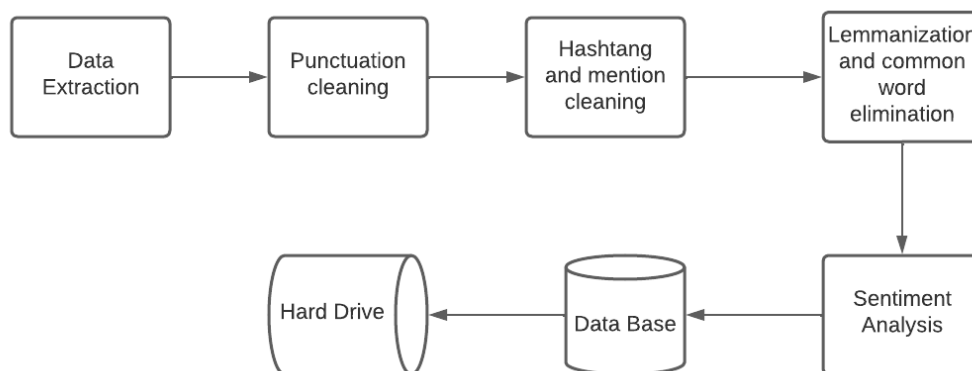 Data
Extraction
Punctuation
cleaning
Hashtang
and mention
cleaning
Lemmanization
and common
word
elimination
Hard Drive
Data Base
Sentiment
Analysis